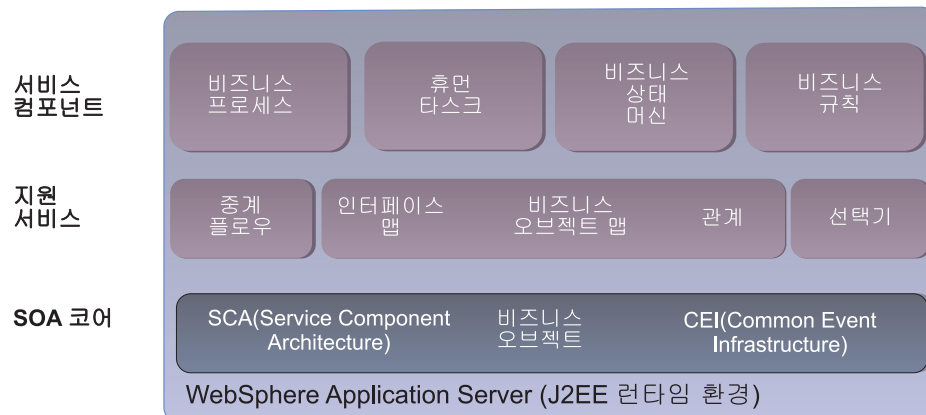 서비스
컴포넌트
비즈니스
프로세스
휴먼
타스크
비즈니스
상태
머신
비즈니스
규칙
지원
서비스
중계
플로우
인터페이스
맵
비즈니스
오브젝트 맵
관계
선택기
SOA 코어
SCA(Service Component
Architecture)
비즈니스
오브젝트
CEI(Common Event
Infrastructure)
WebSphere Application Server (J2EE 런타임 환경)